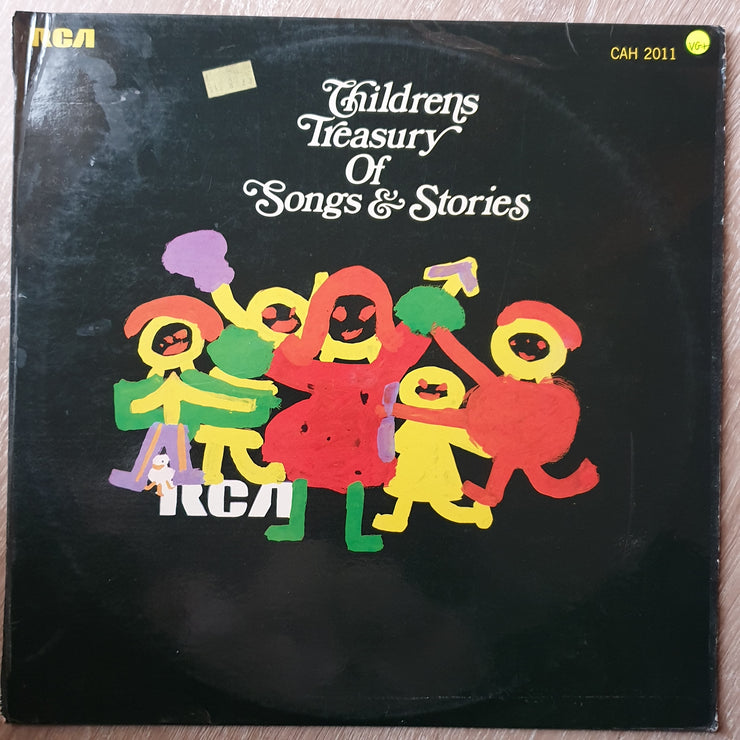 RCA
CAH 2011
VG+
Childrens
Treasury
Of
Songs & Stories
RCA